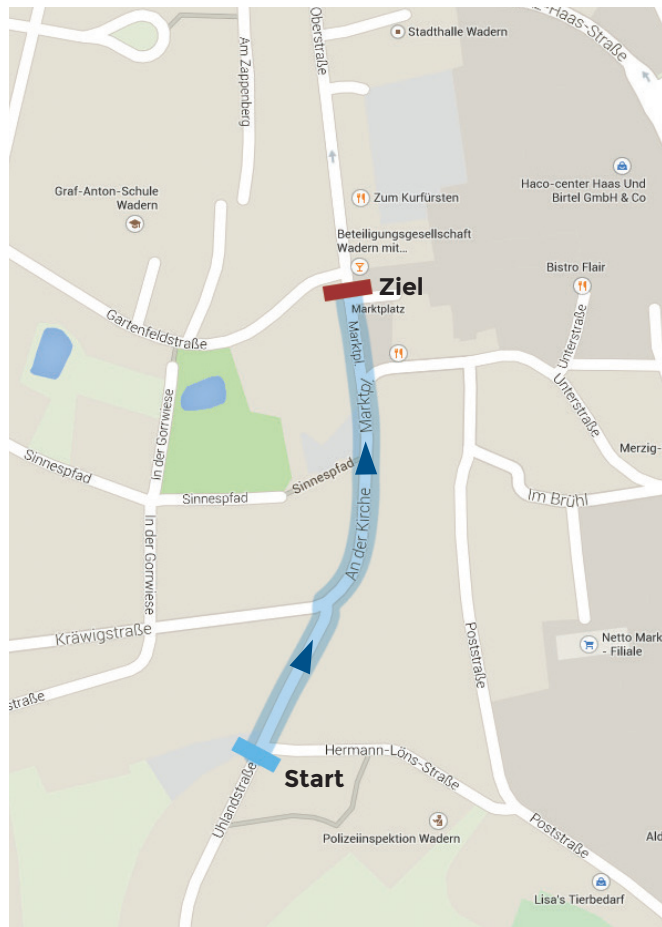 Oberstraße
Stadthalle Wadern
z-Haas-Straße
Am Zappenberg
Graf-Anton-Schule
Wadern
Haco-center Haas Und
Birtel GmbH & Co
Zum Kurfürsten
Beteiligungsgesellschaft
Wadern mit...
Bistro Flair
Ziel
Marktplatz
Gartenfeldstraße
Marktpl
Unterstraße
Marktpl
Unterstraße
In der Gorrwiese
Merzig-
Sinnespfad
Sinnespfad
Sinnespfad
Im Brühl
An der Kirche
In der Gorrwiese
Kräwigstraße
Poststraße
Netto Mark
- Filiale
straße
Hermann-Löns-Straße
Start
Uhlandstraße
Polizeiinspektion Wadern
Poststraße
Ald
Lisa's Tierbedarf